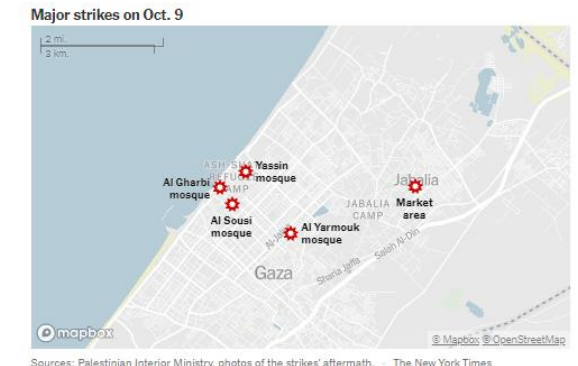 Major strikes on Oct. 9
2 mi.
3 km.
ASH-SHATI
REFUGEE
CAMP
Yassin
mosque
Al Gharbi
mosque
Al Sousi
mosque
Jabalia
Market
area
JABALIA
CAMP
Al Yarmouk
mosque
Al-Jalaa
Salah Al-Din
Sharia Jaffa
Gaza
mapbox
© Mapbox © OpenStreetMap
Sources: Palestinian Interior Ministry, photos of the strikes' aftermath. · The New York Times